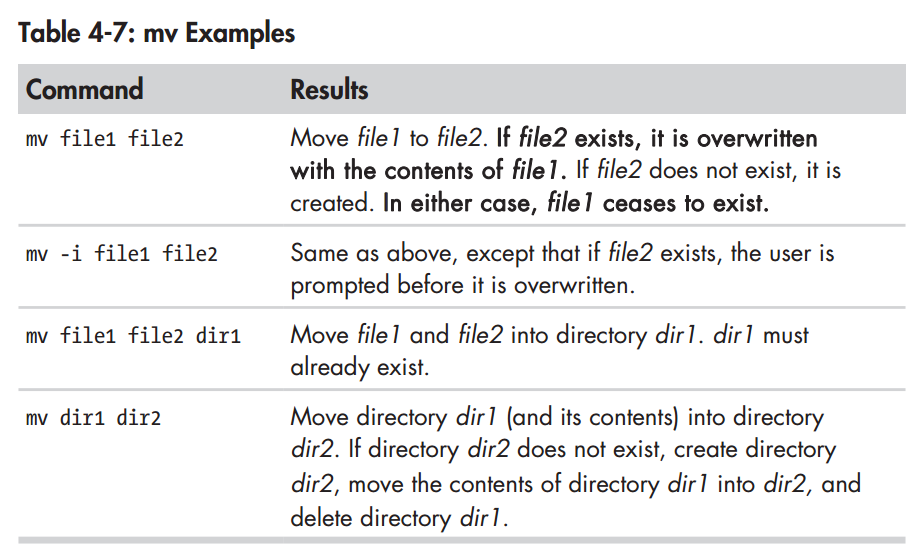 Table 4-7: mv Examples
Command Results
mv file1 file2 Move file1 to file2. If file2 exists, it is overwritten
with the contents of file1. If file2 does not exist, it is
created. In either case, file1 ceases to exist.
mv -i file1 file2 Same as above, except that if file2 exists, the user is
prompted before it is overwritten.
mv file1 file2 dir1 Move file1 and file2 into directory dir1. dir1 must
already exist.
mv dir1 dir2 Move directory dir1 (and its contents) into directory
dir2. If directory dir2 does not exist, create directory
dir2, move the contents of directory dir1 into dir2, and
delete directory dir1.